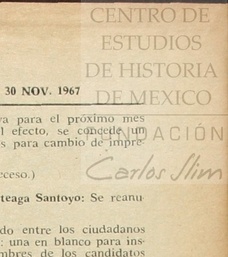 CENTRO DE
ESTUDIOS
DE HISTORIA
DE MEXICO
FUNDACIÓN
Carlos Slim
30 NOV. 1967
va para el próximo mes
l efecto, se concede un
s para cambio de impre-
ceso.)
teaga Santoyo: Se reanu-
do entre los ciudadanos
: una en blanco para ins-
mbres de los candidatos